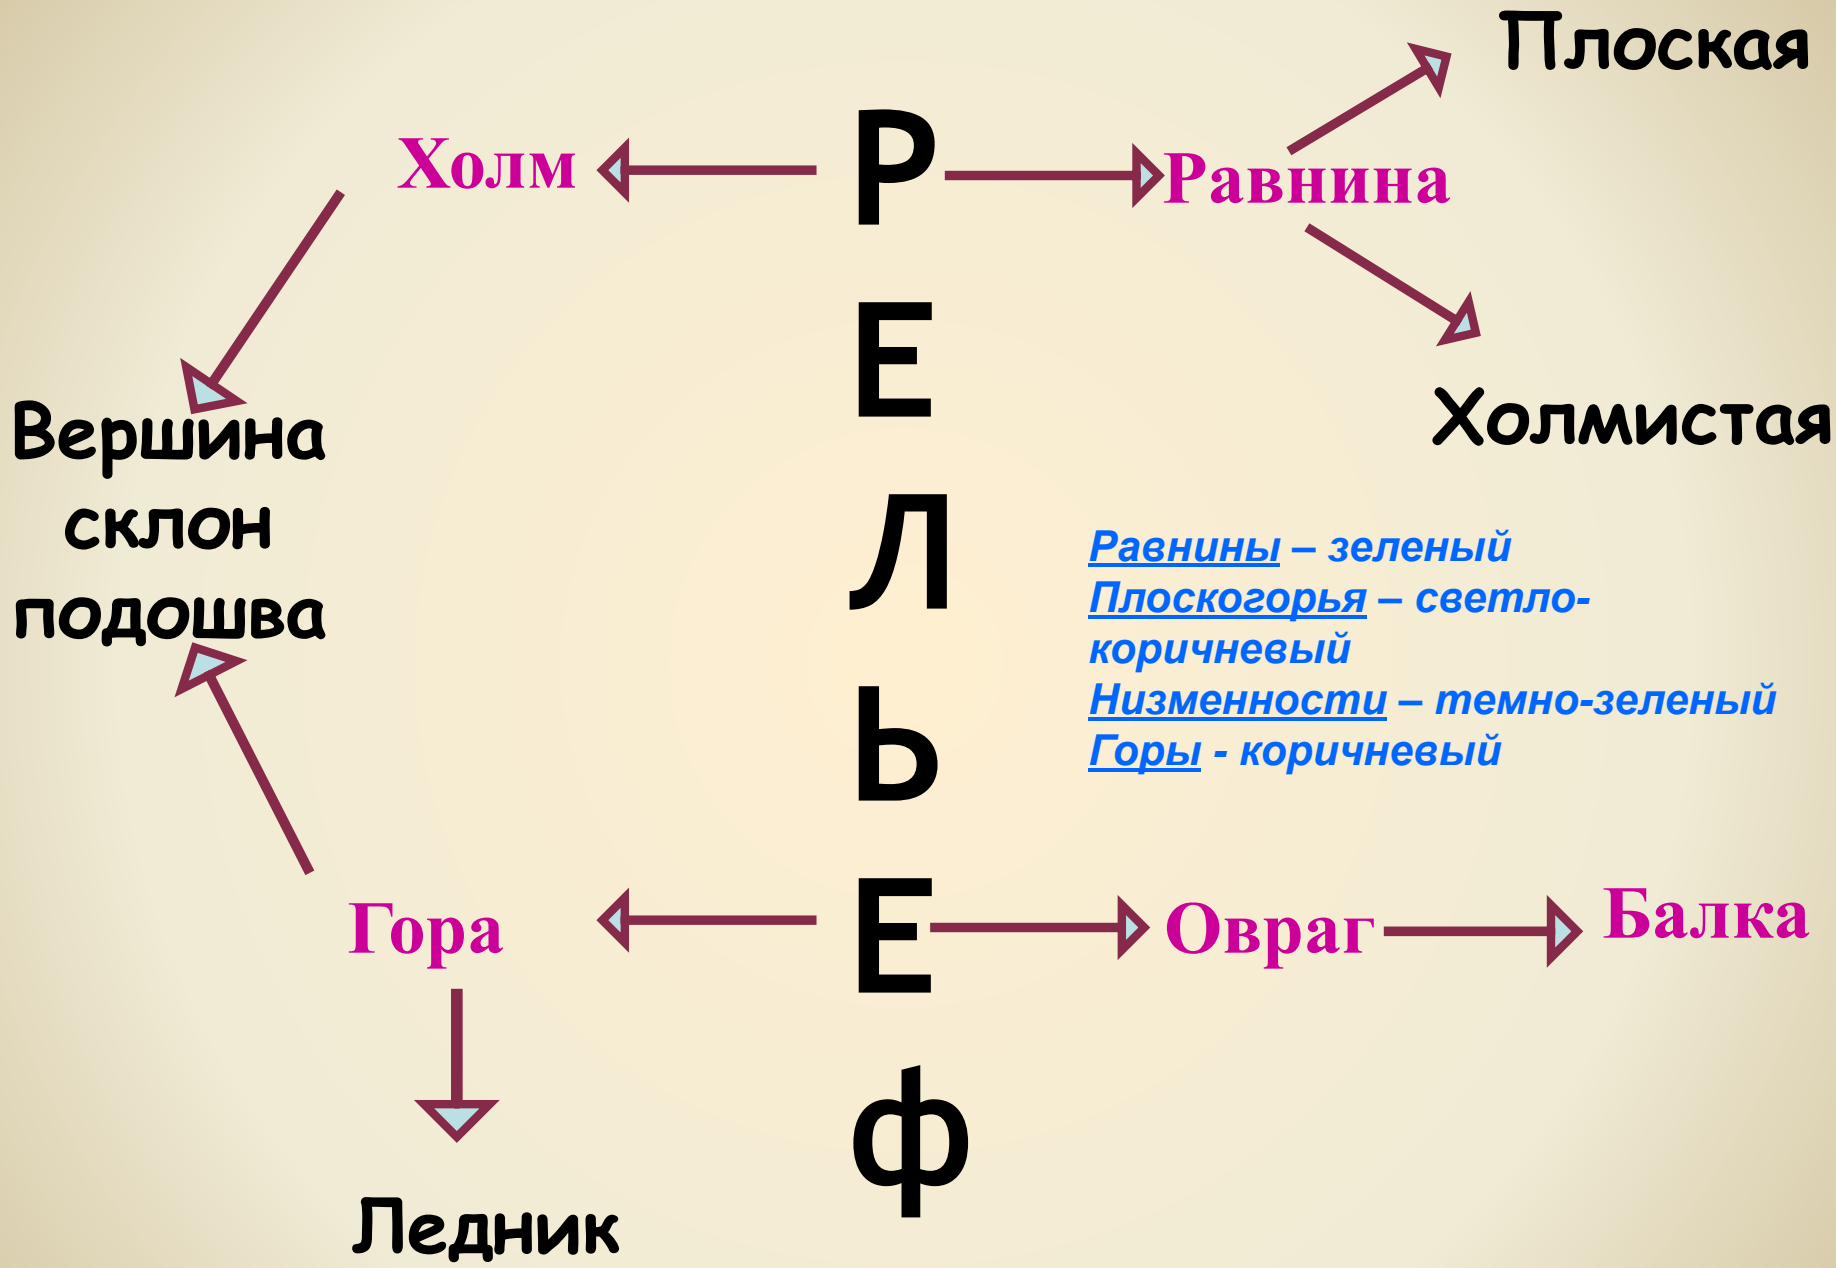 Плоская
Холм
Равнина
Р
Е
Л
Ь
Е
ф
Холмистая
Вершина
склон
подошва
Равнины – зеленый
Плоскогорья – светло-
коричневый
Низменности – темно-зеленый
Горы - коричневый
Гора
Овраг
Балка
Ледник